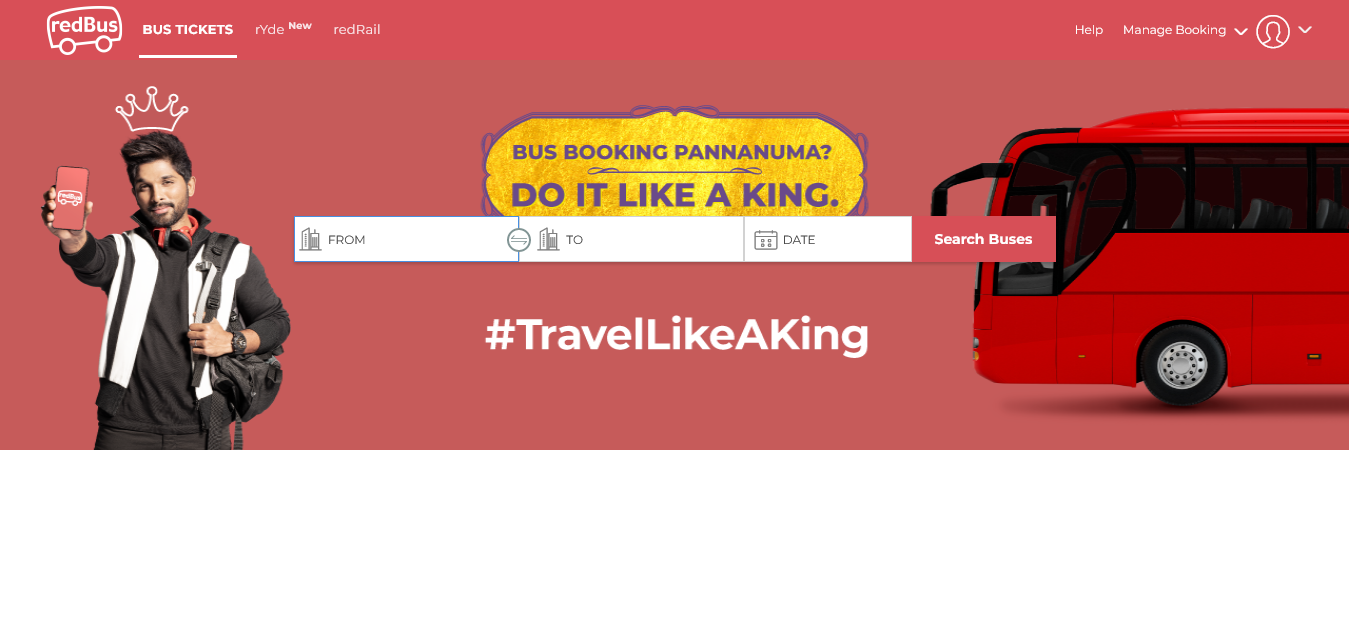 redBus
BUS TICKETS
rYde New
redRail
Help
Manage Booking
redBus
BUS BOOKING PANNANUMA?
DO IT LIKE A KING.
FROM
TO
DATE
Search Buses
#TravelLikeAKing